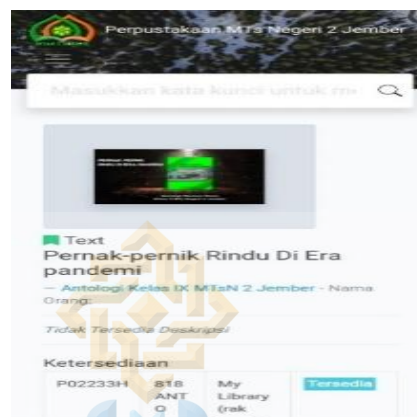 Perpustakaan MTs Negeri 2 Jember
Masukkan kata kunci untuk m
Text
Pernak-pernik Rindu Di Era
pandemi
— Antologi Kelas IX MTsN 2 Jember - Nama
Orang;
Tidak Tersedia Deskripsi
Ketersediaan
P02233H 818 My Tersedia
ANT Library
O (rak